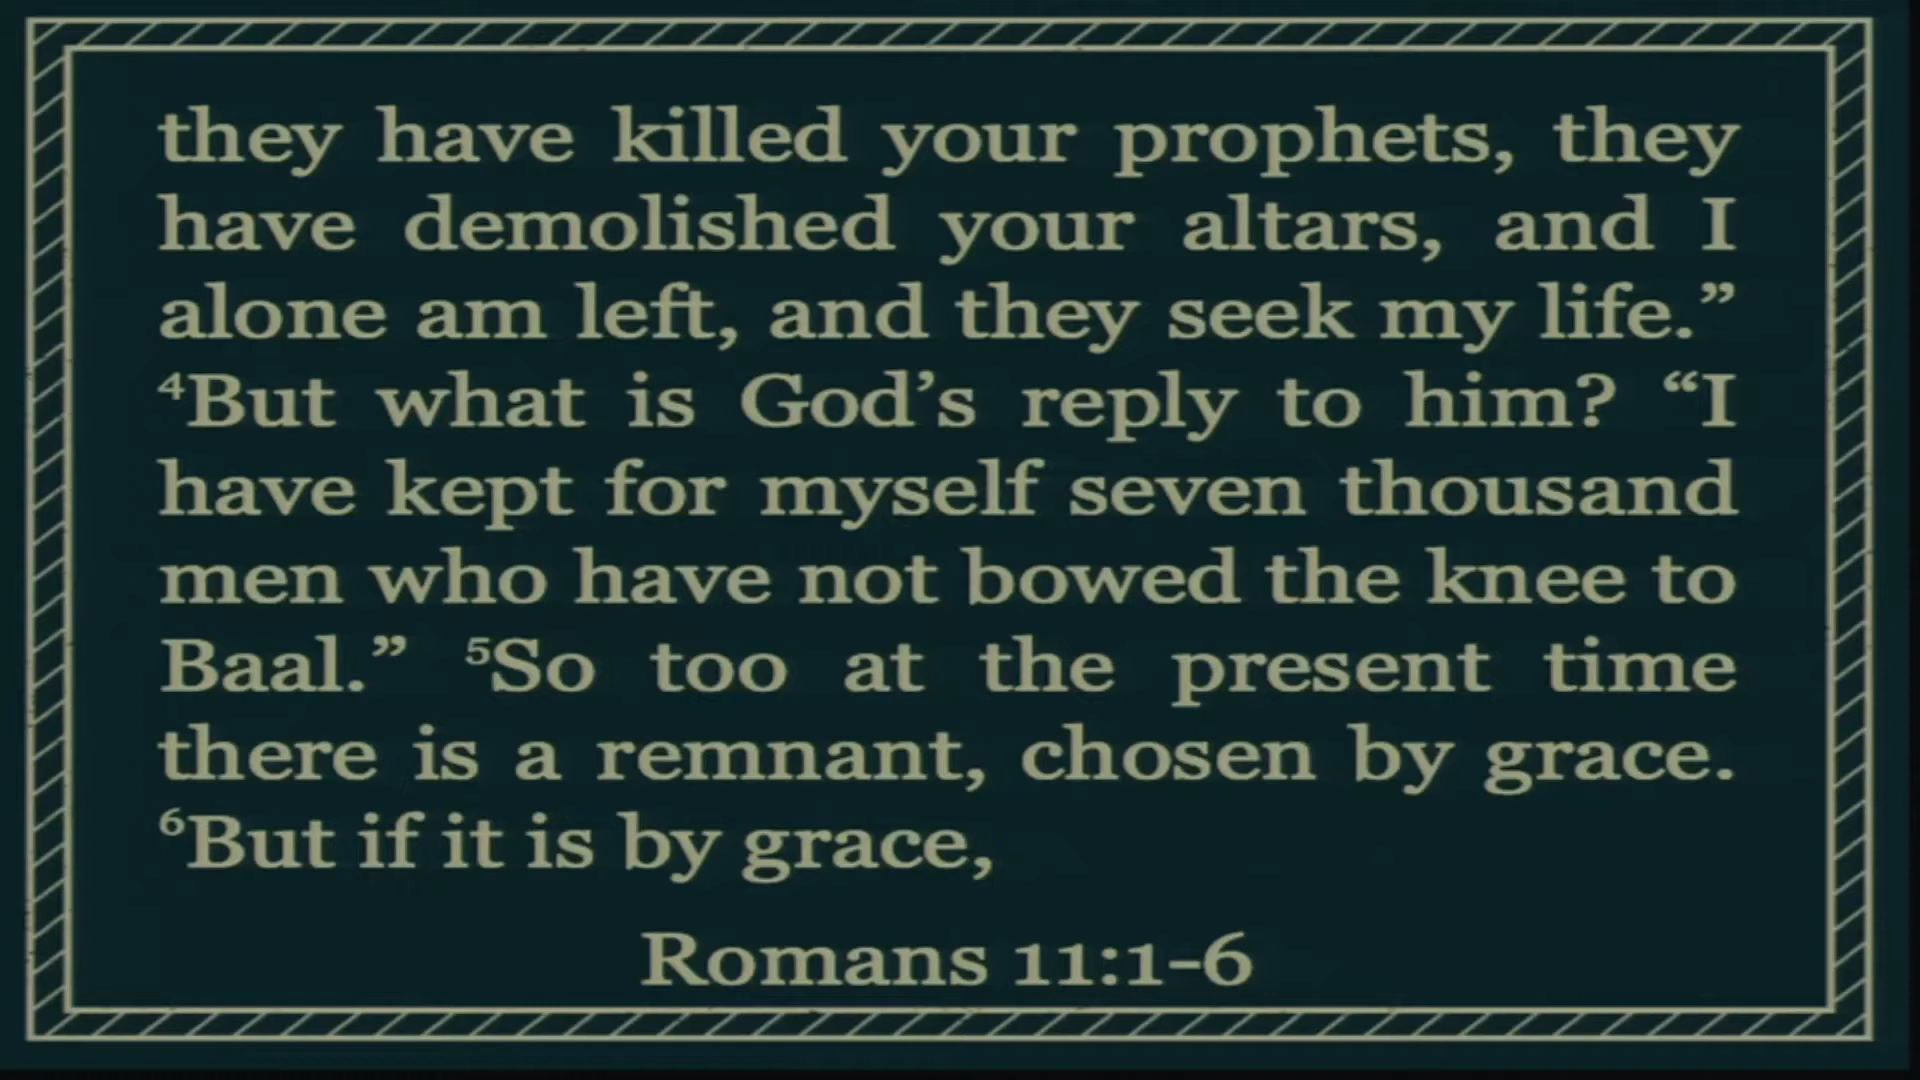 they have killed your prophets, they
have demolished your altars, and I
alone am left, and they seek my life.”
⁴But what is God’s reply to him? “I
have kept for myself seven thousand
men who have not bowed the knee to
Baal.” ⁵So too at the present time
there is a remnant, chosen by grace.
⁶But if it is by grace,
Romans 11:1-6